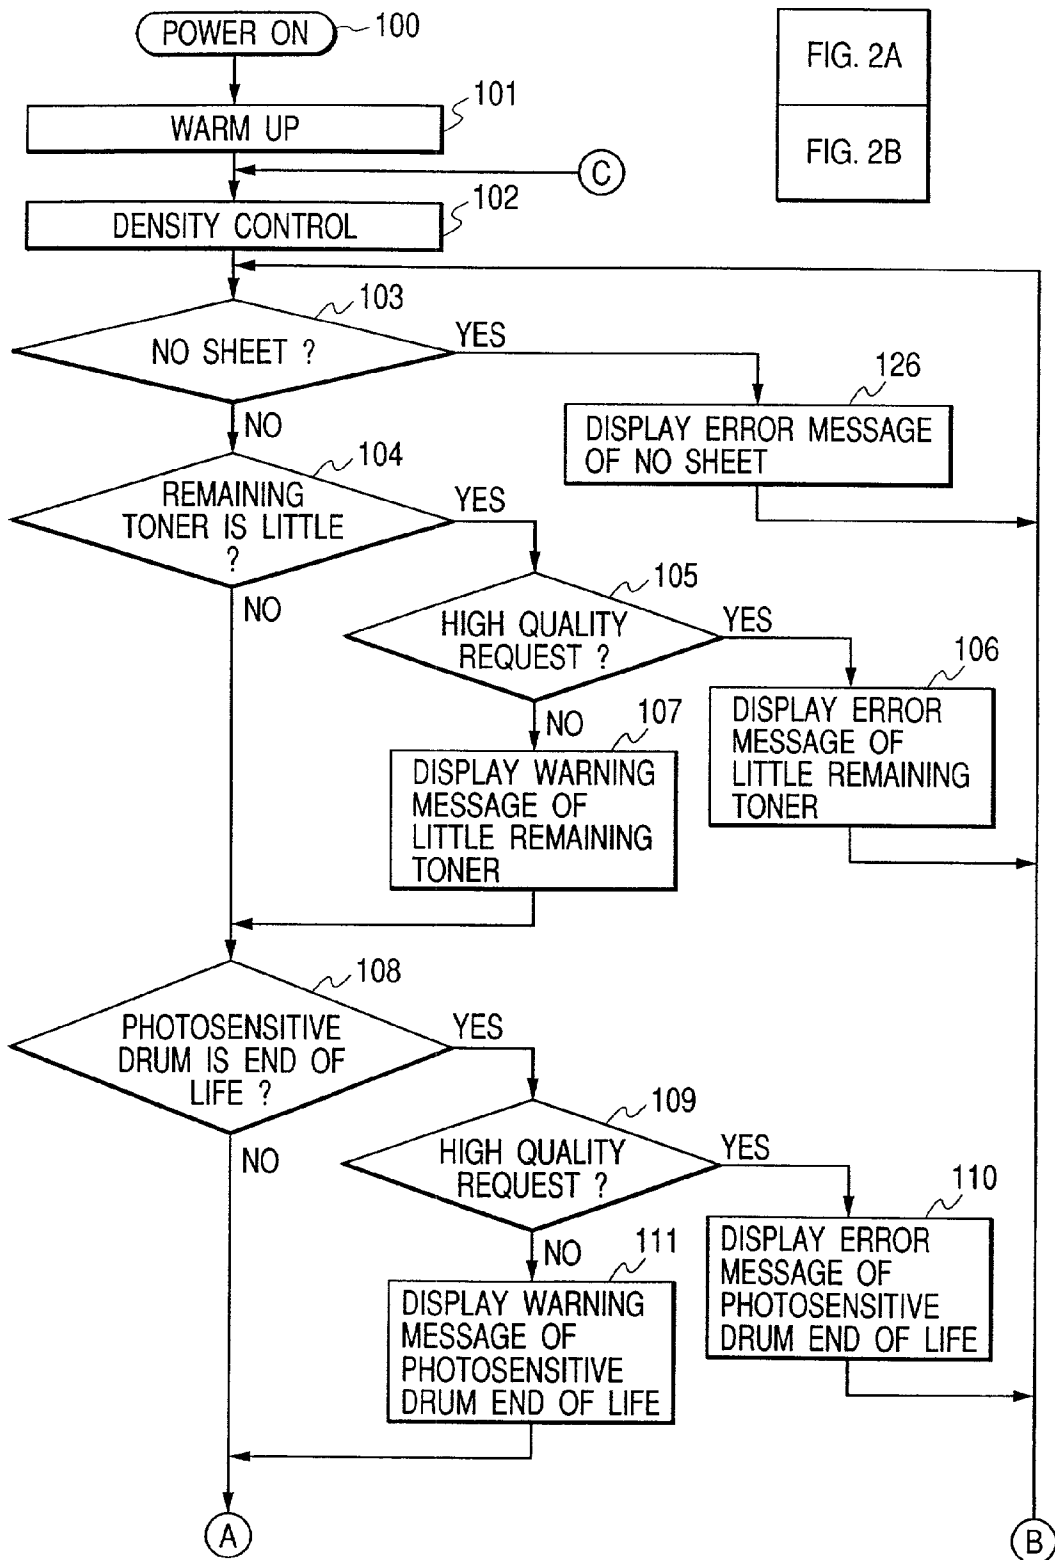 POWER ON
100
FIG. 2A
FIG. 2B
101
WARM UP
C
102
DENSITY CONTROL
103
NO SHEET ?
YES
NO
126
DISPLAY ERROR MESSAGE
OF NO SHEET
104
REMAINING
TONER IS LITTLE
?
YES
NO
105
HIGH QUALITY
REQUEST ?
YES
NO
106
DISPLAY ERROR
MESSAGE OF
LITTLE REMAINING
TONER
107
DISPLAY WARNING
MESSAGE OF
LITTLE REMAINING
TONER
108
PHOTOSENSITIVE
DRUM IS END OF
LIFE ?
YES
NO
109
HIGH QUALITY
REQUEST ?
YES
NO
110
DISPLAY ERROR
MESSAGE OF
PHOTOSENSITIVE
DRUM END OF LIFE
111
DISPLAY WARNING
MESSAGE OF
PHOTOSENSITIVE
DRUM END OF LIFE
A
B